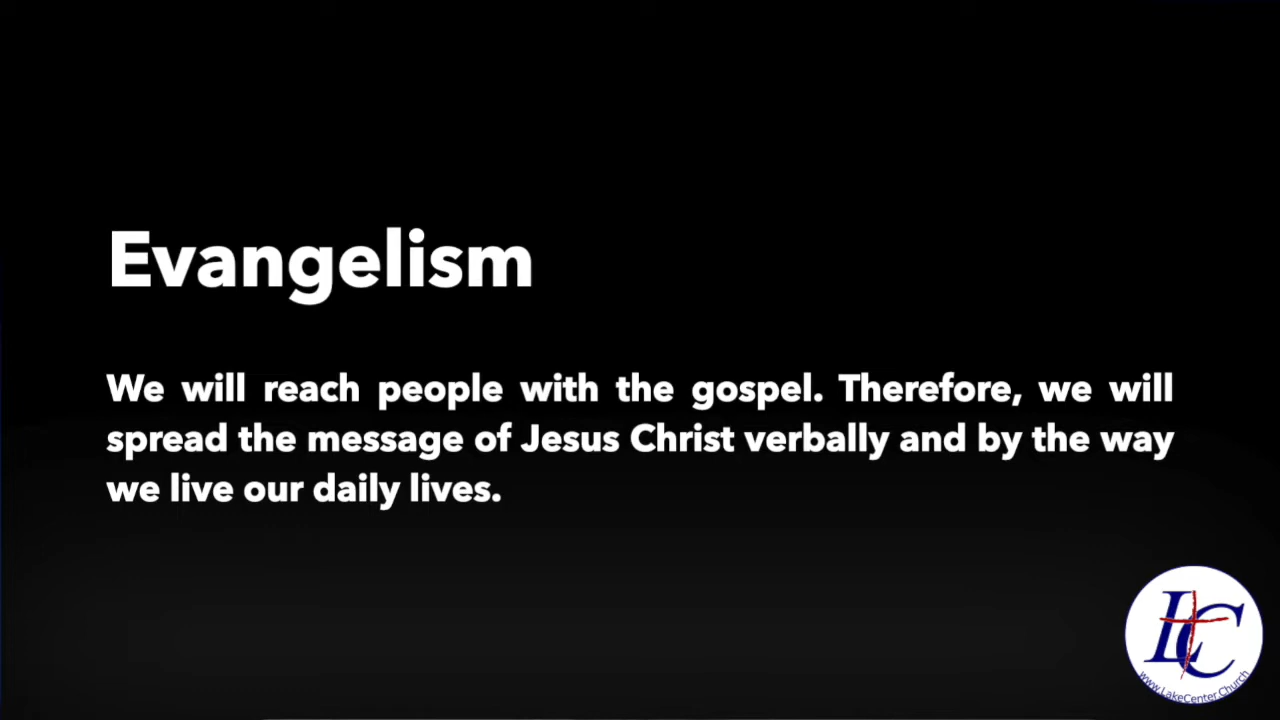 Evangelism
We will reach people with the gospel. Therefore, we will
spread the message of Jesus Christ verbally and by the way
we live our daily lives.
LC
www.LakeCenter.Church